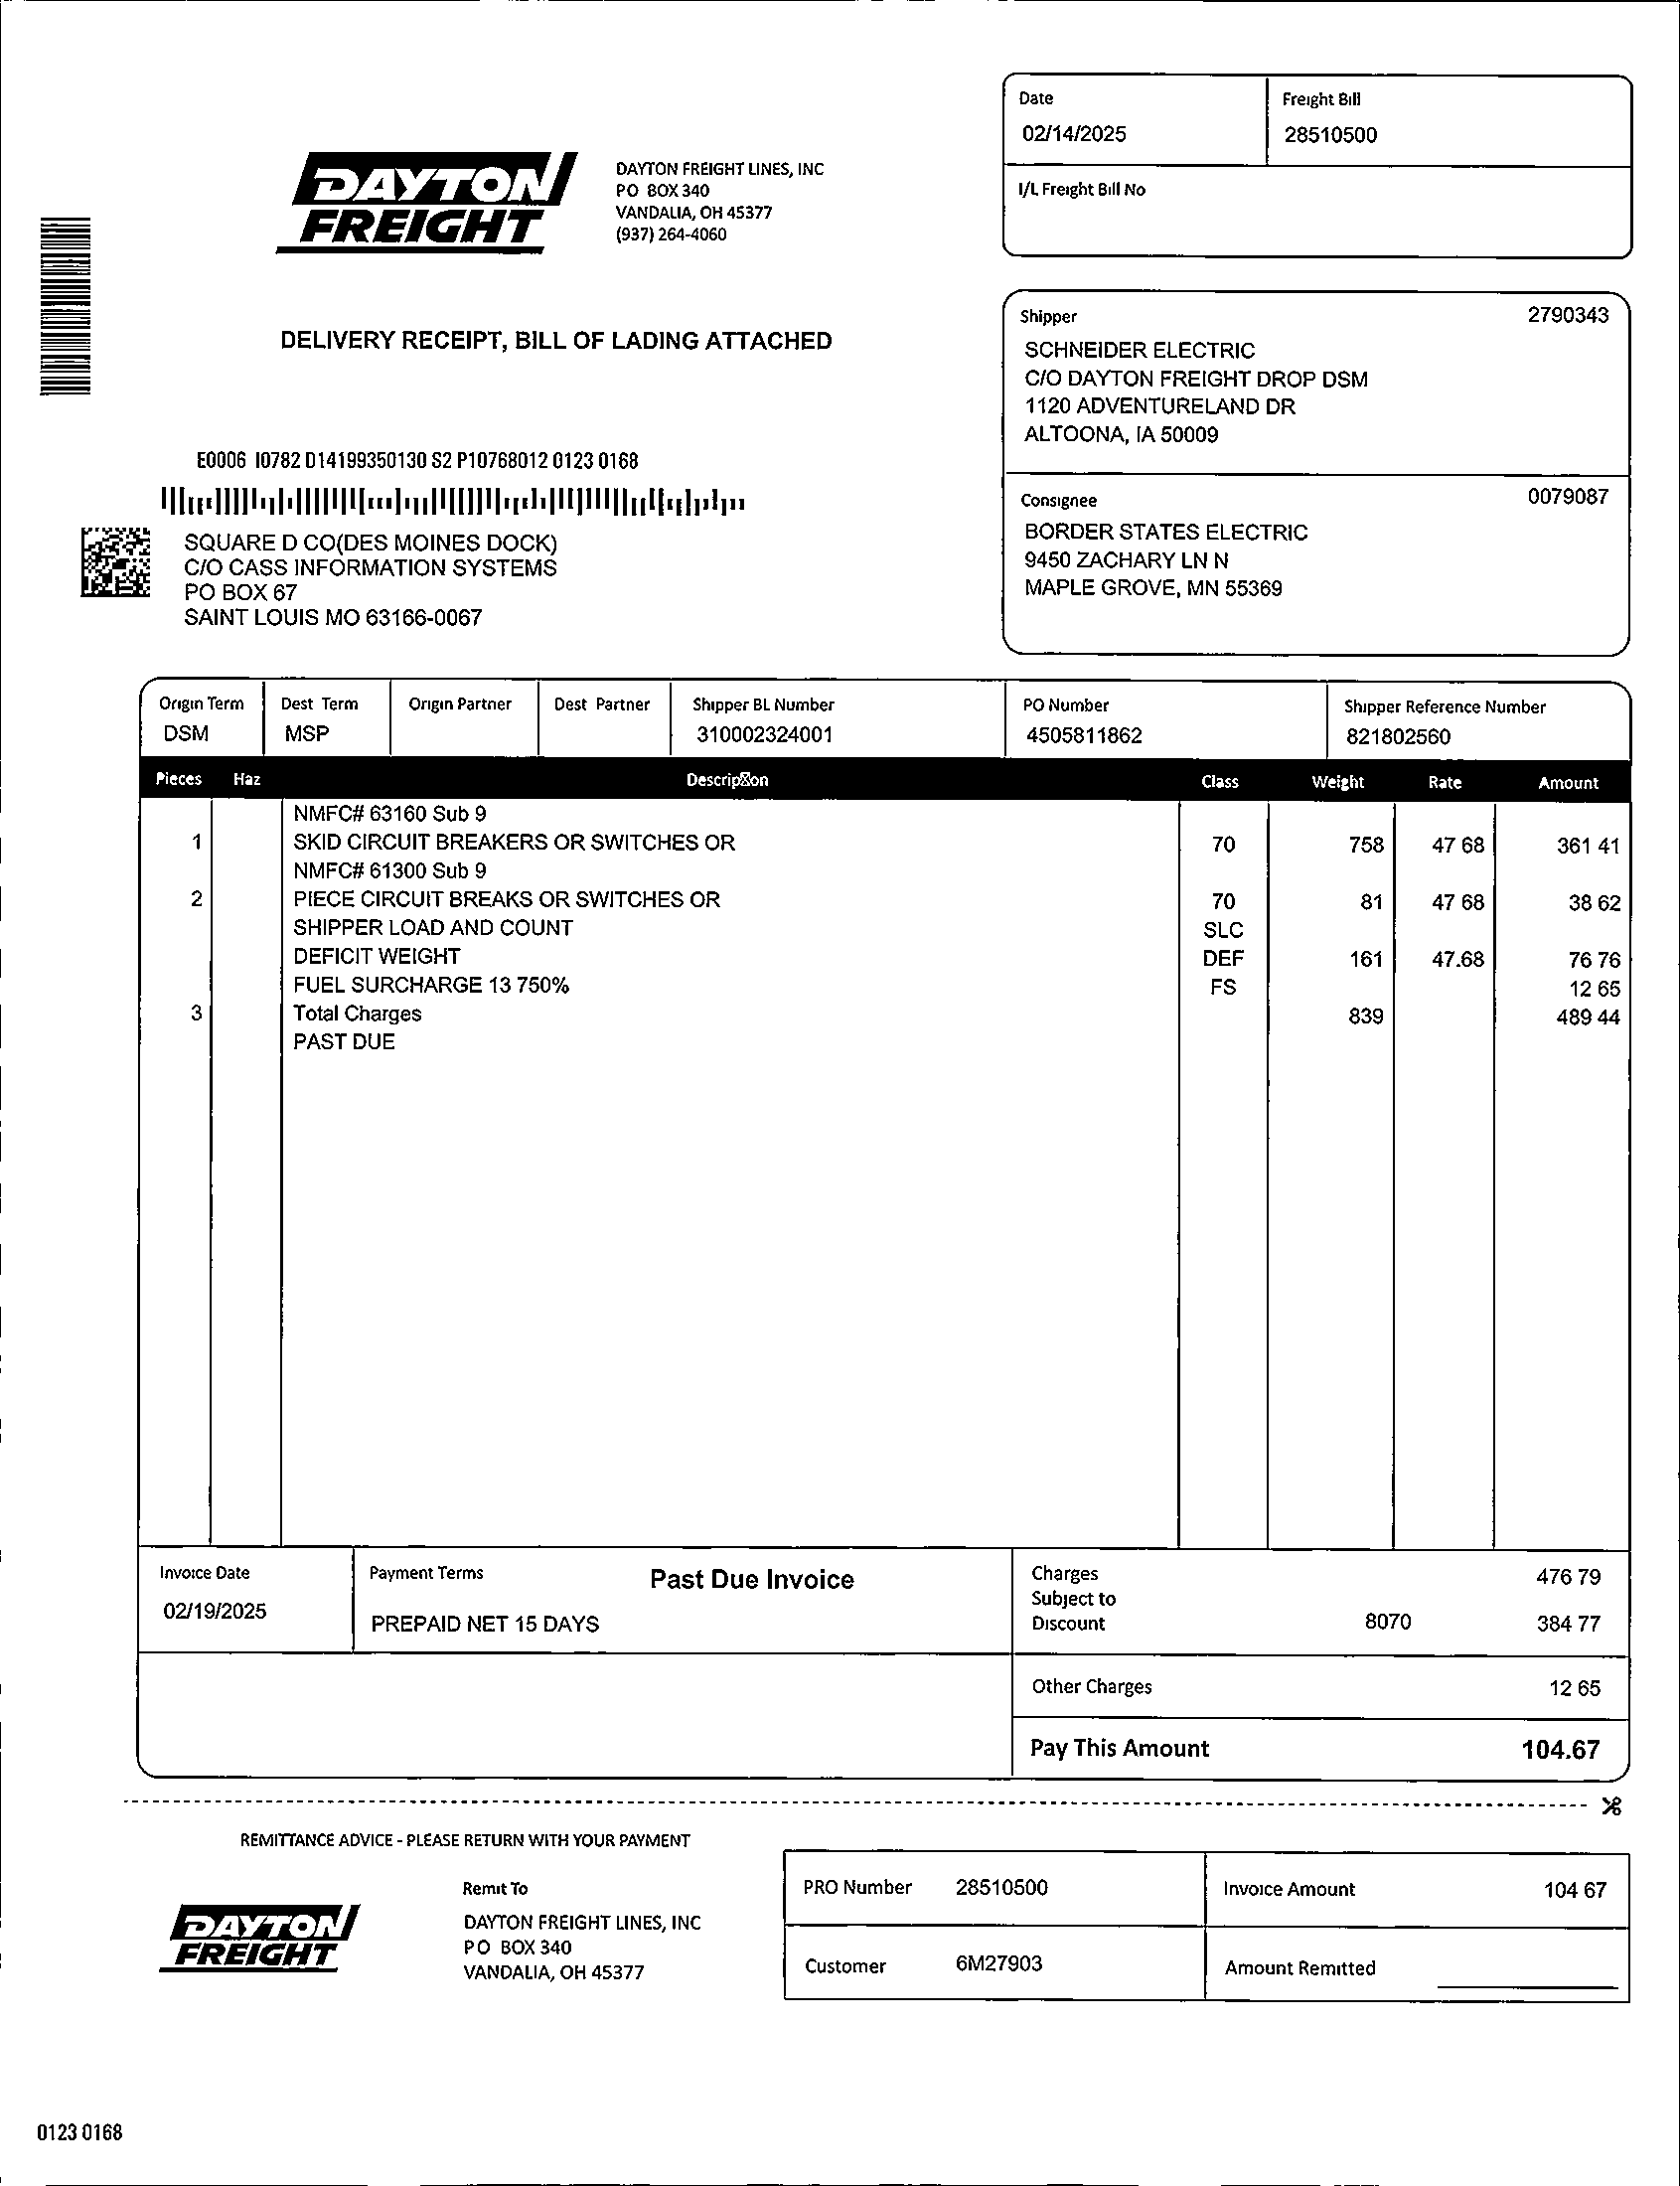 Date
02/14/2025
Freight Bill
28510500
I/L Freight Bill No
DAYTON
FREIGHT
DAYTON FREIGHT LINES, INC
PO BOX 340
VANDALIA, OH 45377
(937) 264-4060
DELIVERY RECEIPT, BILL OF LADING ATTACHED
Shipper 2790343
SCHNEIDER ELECTRIC
C/O DAYTON FREIGHT DROP DSM
1120 ADVENTURELAND DR
ALTOONA, IA 50009
Consignee 0079087
BORDER STATES ELECTRIC
9450 ZACHARY LN N
MAPLE GROVE, MN 55369
E0006 I0782 D14199350130 S2 P10768012 0123 0168
SQUARE D CO(DES MOINES DOCK)
C/O CASS INFORMATION SYSTEMS
PO BOX 67
SAINT LOUIS MO 63166-0067
Origin Term Dest Term Origin Partner Dest Partner Shipper BL Number PO Number Shipper Reference Number
DSM MSP 310002324001 4505811862 821802560
Pieces Haz Descrip☒on Class Weight Rate Amount
NMFC# 63160 Sub 9
1 SKID CIRCUIT BREAKERS OR SWITCHES OR 70 758 47 68 361 41
NMFC# 61300 Sub 9
2 PIECE CIRCUIT BREAKS OR SWITCHES OR 70 81 47 68 38 62
SHIPPER LOAD AND COUNT SLC
DEFICIT WEIGHT DEF 161 47.68 76 76
FUEL SURCHARGE 13 750% FS 12 65
3 Total Charges 839 489 44
PAST DUE
Invoice Date
02/19/2025
Payment Terms
PREPAID NET 15 DAYS
Past Due Invoice
Charges 476 79
Subject to
Discount 8070 384 77
Other Charges 12 65
Pay This Amount 104.67
REMITTANCE ADVICE - PLEASE RETURN WITH YOUR PAYMENT
DAYTON
FREIGHT
Remit To
DAYTON FREIGHT LINES, INC
PO BOX 340
VANDALIA, OH 45377
PRO Number 28510500
Invoice Amount 104 67
Customer 6M27903
Amount Remitted
0123 0168